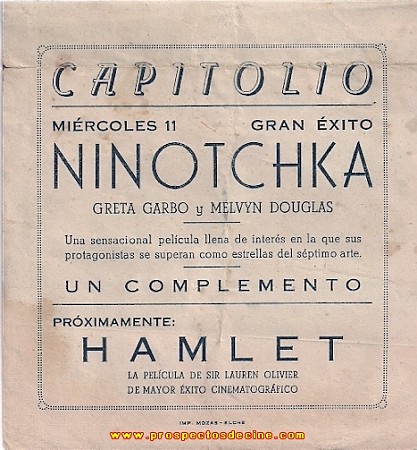 CAPITOLIO
MIÉRCOLES 11 GRAN ÉXITO
NINOTCHKA
GRETA GARBO y MELVYN DOUGLAS
Una sensacional película llena de interés en la que sus
protagonistas se superan como estrellas del séptimo arte.
UN COMPLEMENTO
PRÓXIMAMENTE:
HAMLET
LA PELÍCULA DE SIR LAUREN OLIVIER
DE MAYOR ÉXITO CINEMATOGRÁFICO
IMP. MOZAS - ELCHE
www.prospectosdecine.com